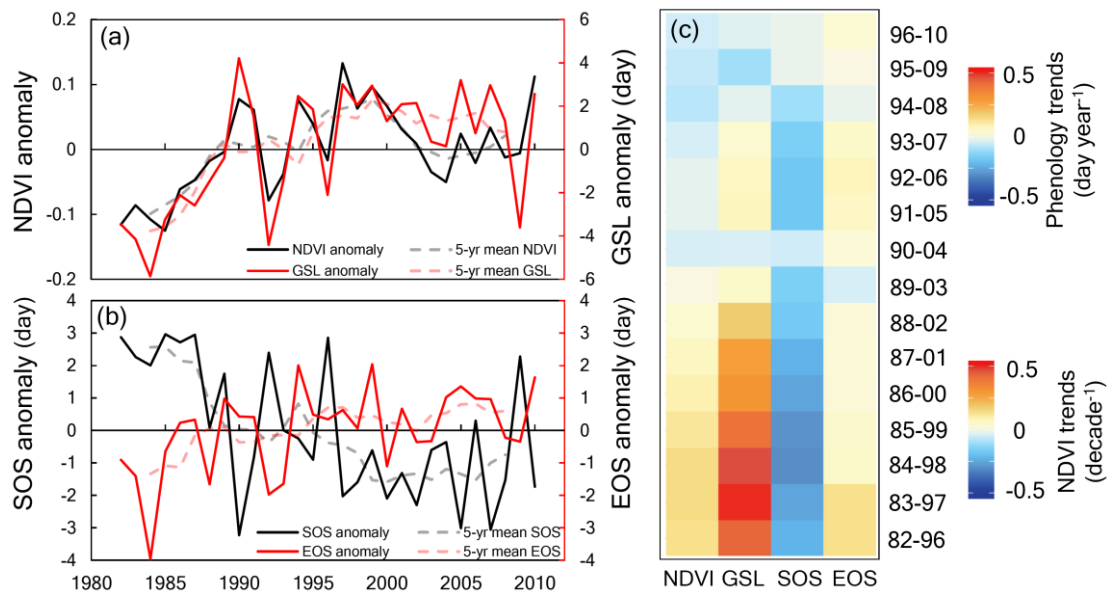 (a)
NDVI anomaly
0.2
0.1
0
-0.1
-0.2
NDVI anomaly
5-yr mean NDVI
GSL anomaly
5-yr mean GSL
6
4
2
0
-2
-4
-6
GSL anomaly (day)
(b)
SOS anomaly (day)
4
3
2
1
0
-1
-2
-3
-4
SOS anomaly
5-yr mean SOS
EOS anomaly
5-yr mean EOS
4
3
2
1
0
-1
-2
-3
-4
EOS anomaly (day)
1980 1985 1990 1995 2000 2005 2010
(c)
96-10
95-09
94-08
93-07
92-06
91-05
90-04
89-03
88-02
87-01
86-00
85-99
84-98
83-97
82-96
NDVI GSL SOS EOS
0.5
0
-0.5
Phenology trends
(day year⁻¹)
0.5
0
-0.5
NDVI trends
(decade⁻¹)